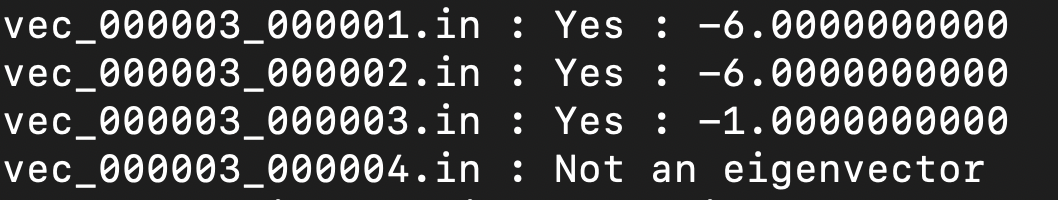 vec_000003_000001.in : Yes : -6.0000000000
vec_000003_000002.in : Yes : -6.0000000000
vec_000003_000003.in : Yes : -1.0000000000
vec_000003_000004.in : Not an eigenvector